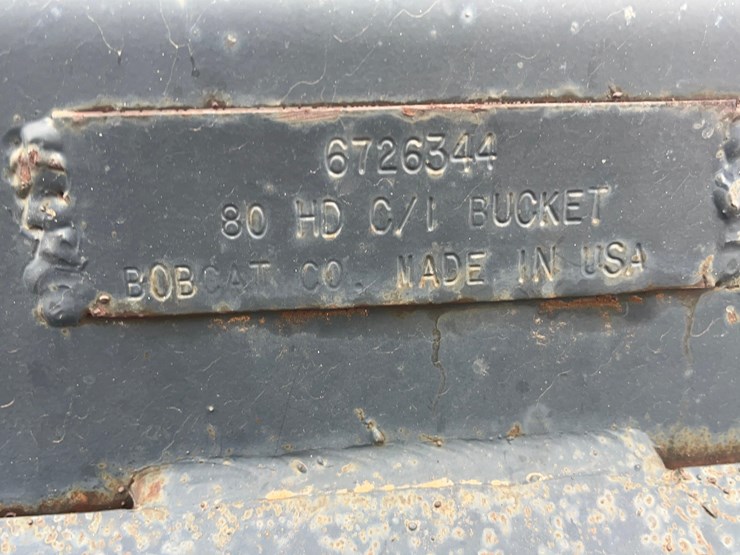 6726344
80 HD C/I BUCKET
BOBCAT CO. MADE IN USA